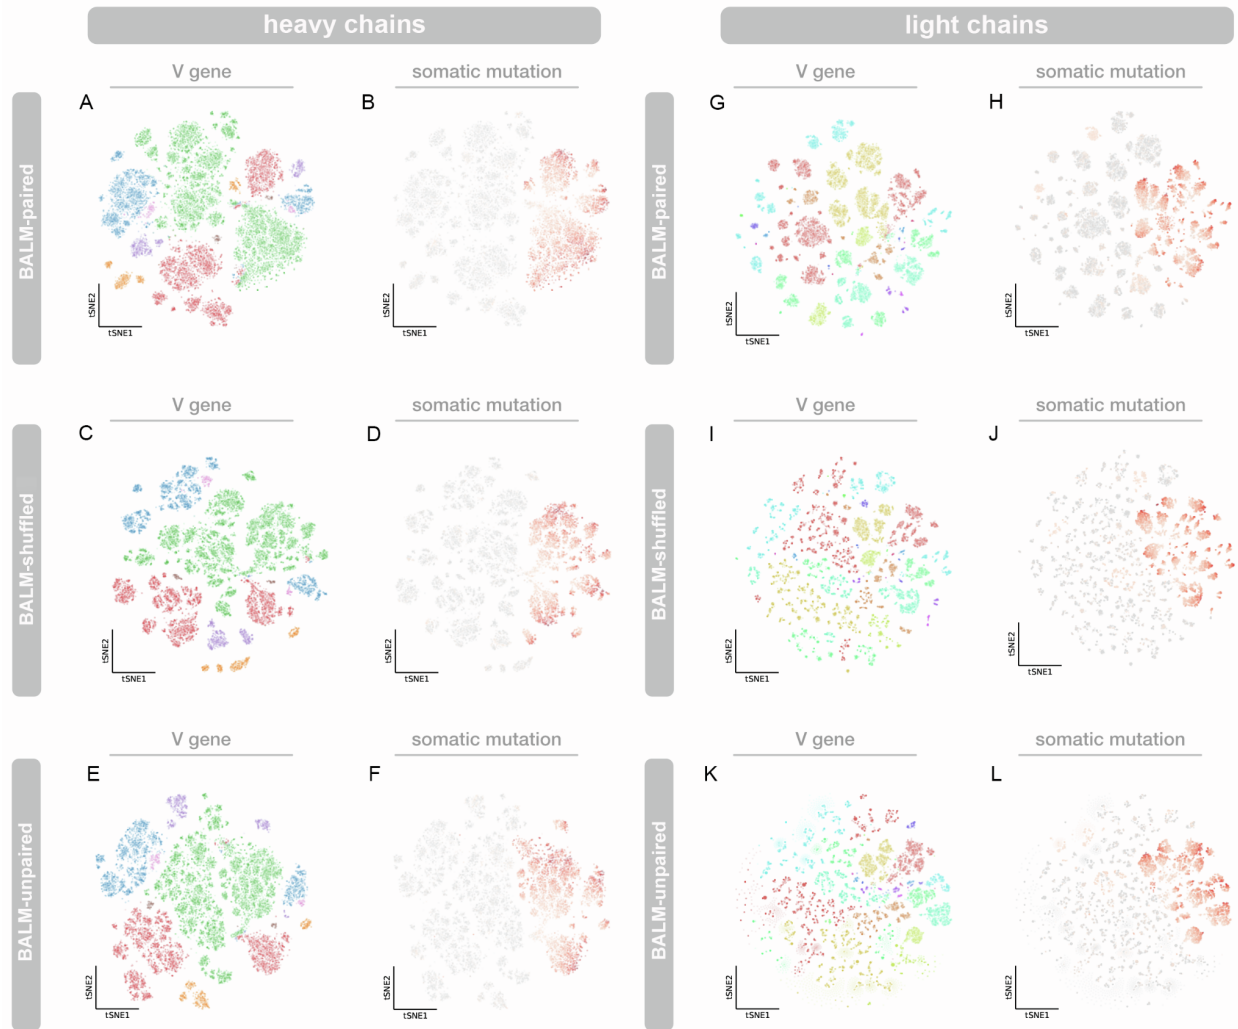 heavy chains
light chains
V gene
somatic mutation
V gene
somatic mutation
BALM-paired
A
B
BALM-paired
G
H
tSNE2
tSNE1
tSNE2
tSNE1
tSNE2
tSNE1
tSNE2
tSNE1
V gene
somatic mutation
V gene
somatic mutation
BALM-shuffled
C
D
BALM-shuffled
I
J
tSNE2
tSNE1
tSNE2
tSNE1
tSNE2
tSNE1
tSNE2
tSNE1
V gene
somatic mutation
V gene
somatic mutation
BALM-unpaired
E
F
BALM-unpaired
K
L
tSNE2
tSNE1
tSNE2
tSNE1
tSNE2
tSNE1
tSNE2
tSNE1